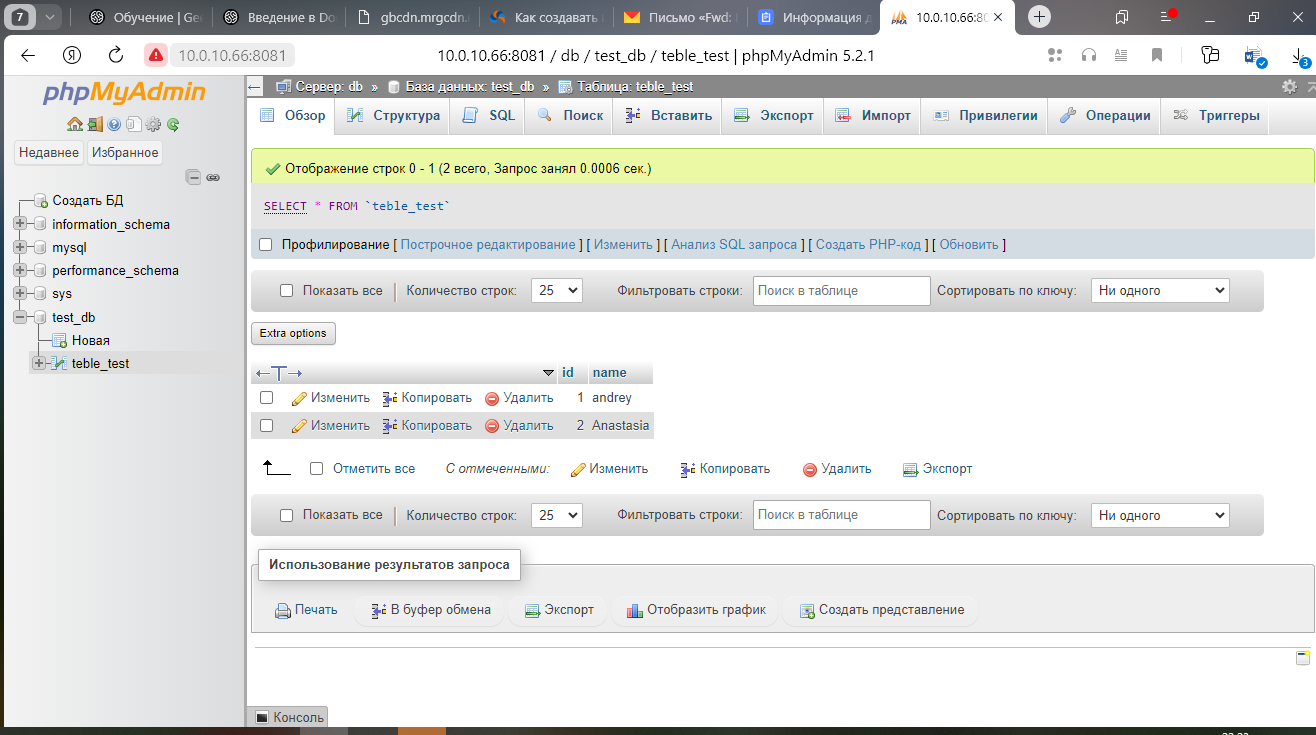 7 Обучение | Ge Введение в Do gbcdn.mrgcdn. Как создавать Письмо «Fwd: Информация д 10.0.10.66:80
10.0.10.66:8081 10.0.10.66:8081 / db / test_db / teble_test | phpMyAdmin 5.2.1 3
phpMyAdmin
Недавнее Избранное
Создать БД
information_schema
mysql
performance_schema
sys
test_db
Новая
teble_test
Сервер: db » База данных: test_db » Таблица: teble_test
Обзор Структура SQL Поиск Вставить Экспорт Импорт Привилегии Операции Триггеры
Отображение строк 0 - 1 (2 всего, Запрос занял 0.0006 сек.)
SELECT * FROM `teble_test`
Профилирование [ Построчное редактирование ] [ Изменить ] [ Анализ SQL запроса ] [ Создать PHP-код ] [ Обновить ]
Показать все | Количество строк: 25 Фильтровать строки: Поиск в таблице Сортировать по ключу: Ни одного
Extra options
←T→ id name
Изменить Копировать Удалить 1 andrey
Изменить Копировать Удалить 2 Anastasia
Отметить все С отмеченными: Изменить Копировать Удалить Экспорт
Показать все | Количество строк: 25 Фильтровать строки: Поиск в таблице Сортировать по ключу: Ни одного
Использование результатов запроса
Печать В буфер обмена Экспорт Отобразить график Создать представление
Консоль